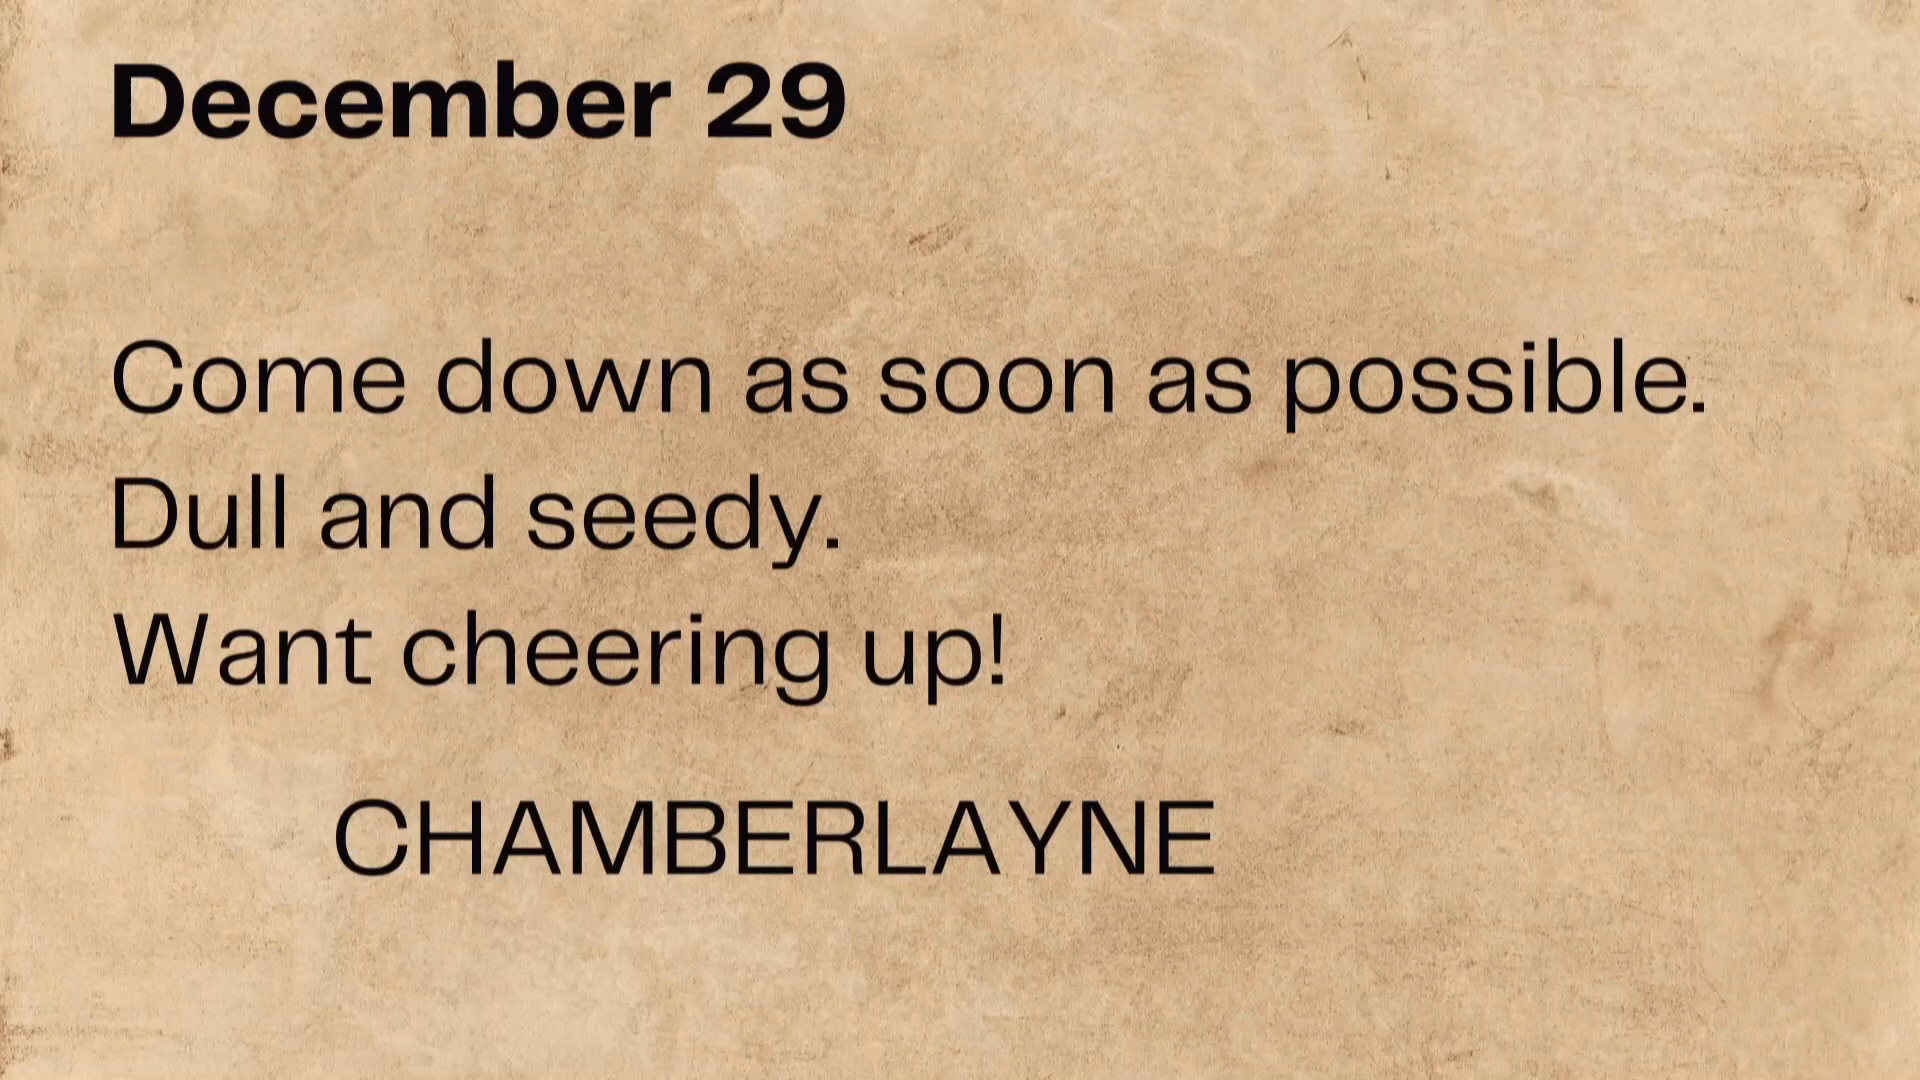 December 29
Come down as soon as possible.
Dull and seedy.
Want cheering up!
CHAMBERLAYNE